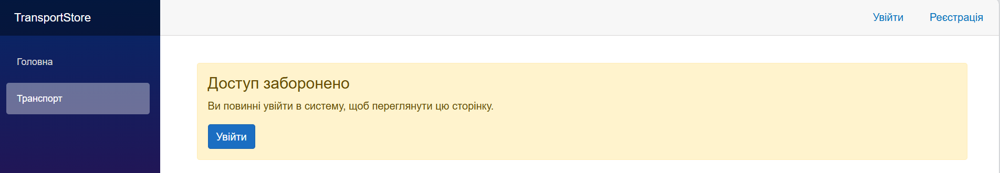 TransportStore
Увійти
Реєстрація
Головна
Транспорт
Доступ заборонено
Ви повинні увійти в систему, щоб переглянути цю сторінку.
Увійти